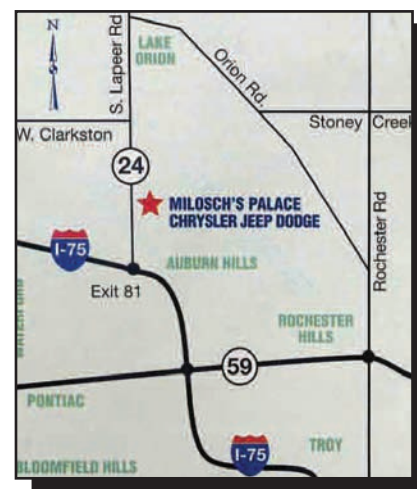 N
S. Lapeer Rd
LAKE
ORION
Orion Rd.
W. Clarkston
Stoney Creek
24
MILOSCH'S PALACE
CHRYSLER JEEP DODGE
Rochester Rd
I-75
AUBURN HILLS
Exit 81
WATERFORD
ROCHESTER
HILLS
59
PONTIAC
I-75
TROY
BLOOMFIELD HILLS